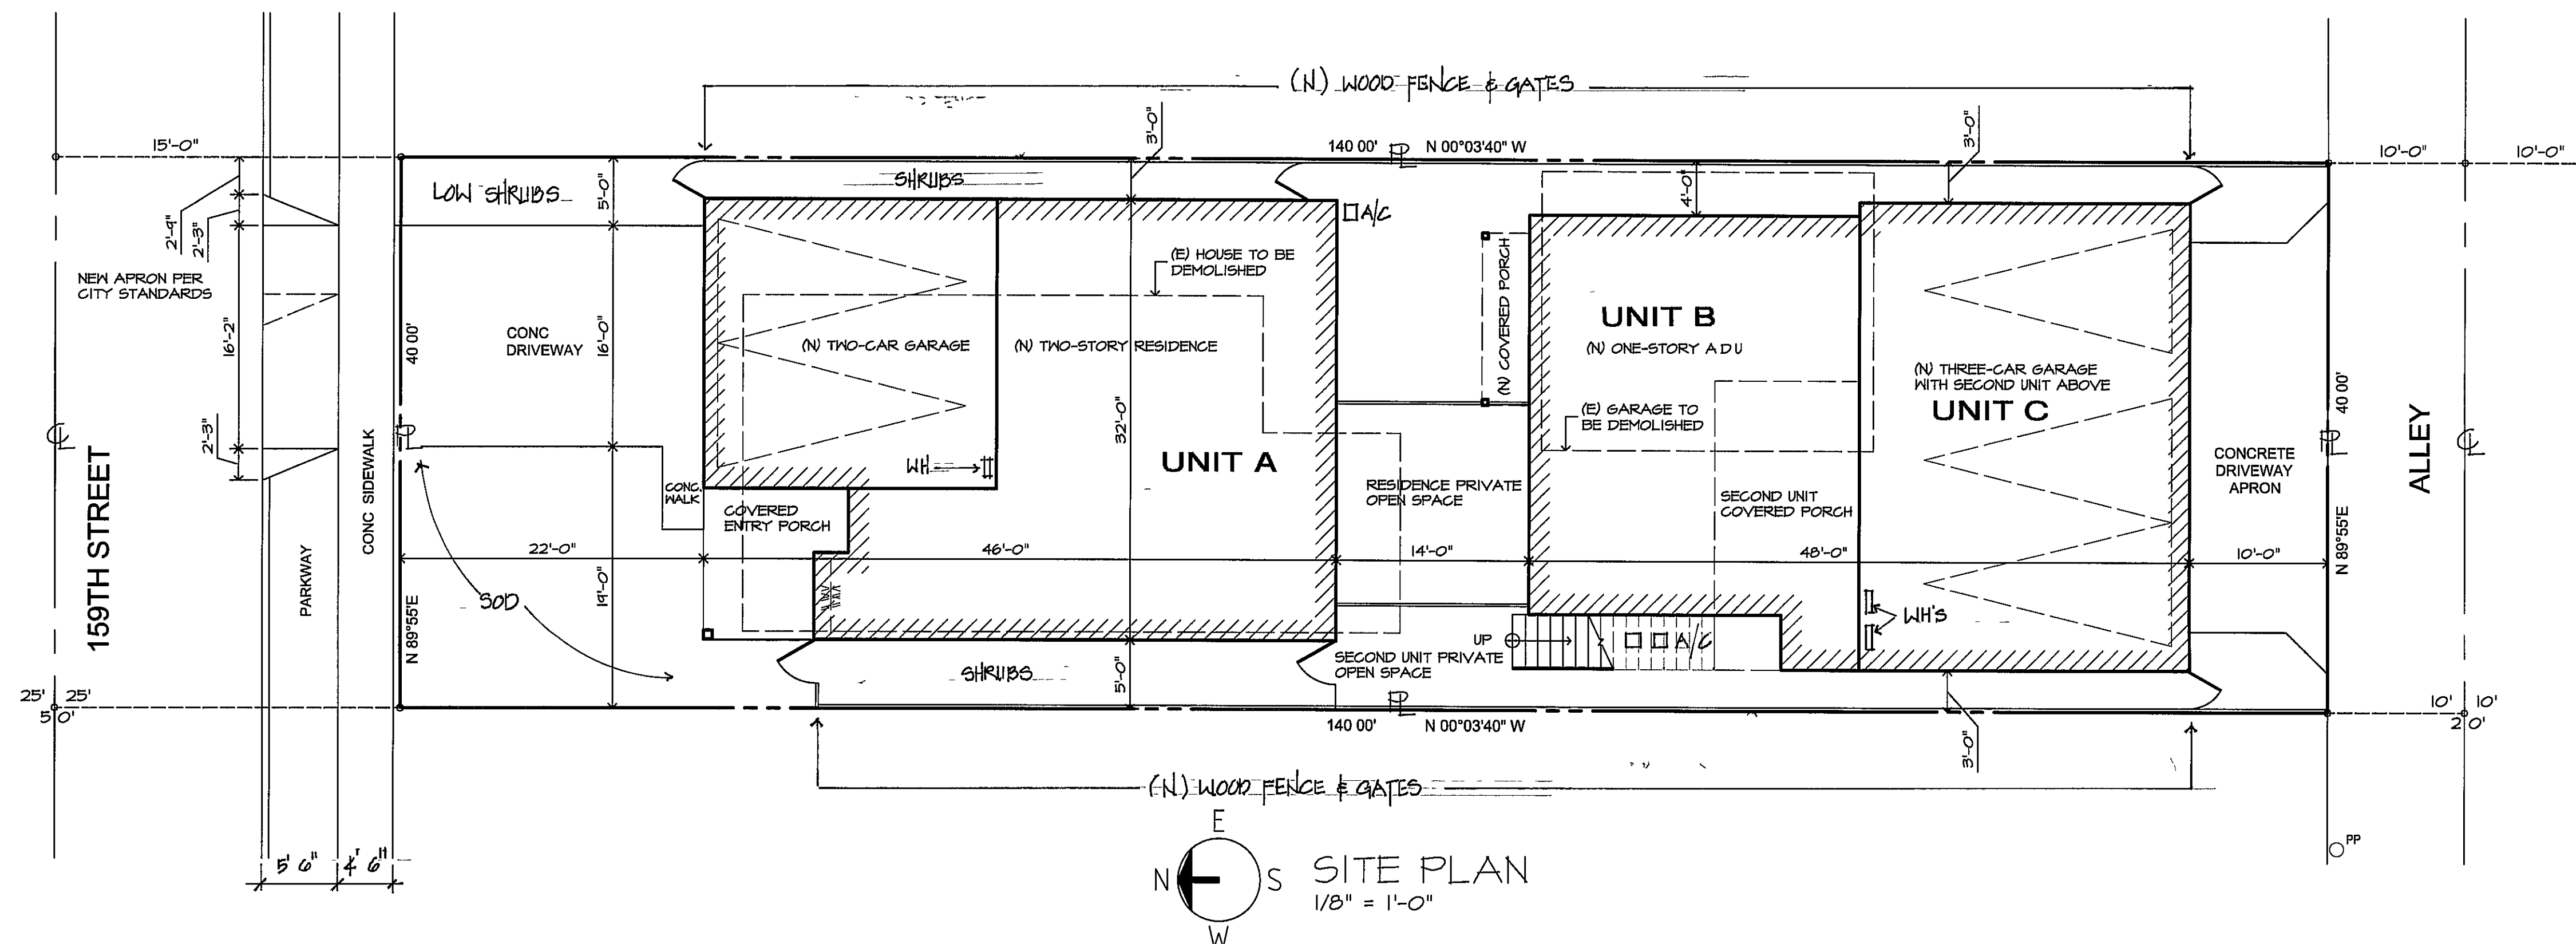 (N) WOOD FENCE & GATES
15'-0"
3'-0"
140 00'
PL
N 00°03'40" W
3'-0"
10'-0"
10'-0"
LOW SHRUBS
5'-0"
SHRUBS
4'-0"
A/C
2'-9"
2'-3"
NEW APRON PER
CITY STANDARDS
16'-2"
2'-3"
40 00'
CONC
DRIVEWAY
16'-0"
(E) HOUSE TO BE
DEMOLISHED
(N) TWO-CAR GARAGE
(N) TWO-STORY RESIDENCE
(N) COVERED PORCH
UNIT B
(N) ONE-STORY ADU
(N) THREE-CAR GARAGE
WITH SECOND UNIT ABOVE
UNIT C
(E) GARAGE TO
BE DEMOLISHED
40 00'
32'-0"
UNIT A
WH
CL
PL
PL
CL
159TH STREET
PARKWAY
CONC SIDEWALK
CONC.
WALK
COVERED
ENTRY PORCH
RESIDENCE PRIVATE
OPEN SPACE
SECOND UNIT
COVERED PORCH
CONCRETE
DRIVEWAY
APRON
ALLEY
22'-0"
46'-0"
14'-0"
48'-0"
10'-0"
N 89°55'E
19'-0"
SOD
N 89°55'E
WH'S
UP
A/C
SECOND UNIT PRIVATE
OPEN SPACE
SHRUBS
5'-0"
25' 25'
50'
10' 10'
20'
140 00'
PL
N 00°03'40" W
3'-0"
(N) WOOD FENCE & GATES
5' 6"
4' 6"
PP
E
N
S
W
SITE PLAN
1/8" = 1'-0"